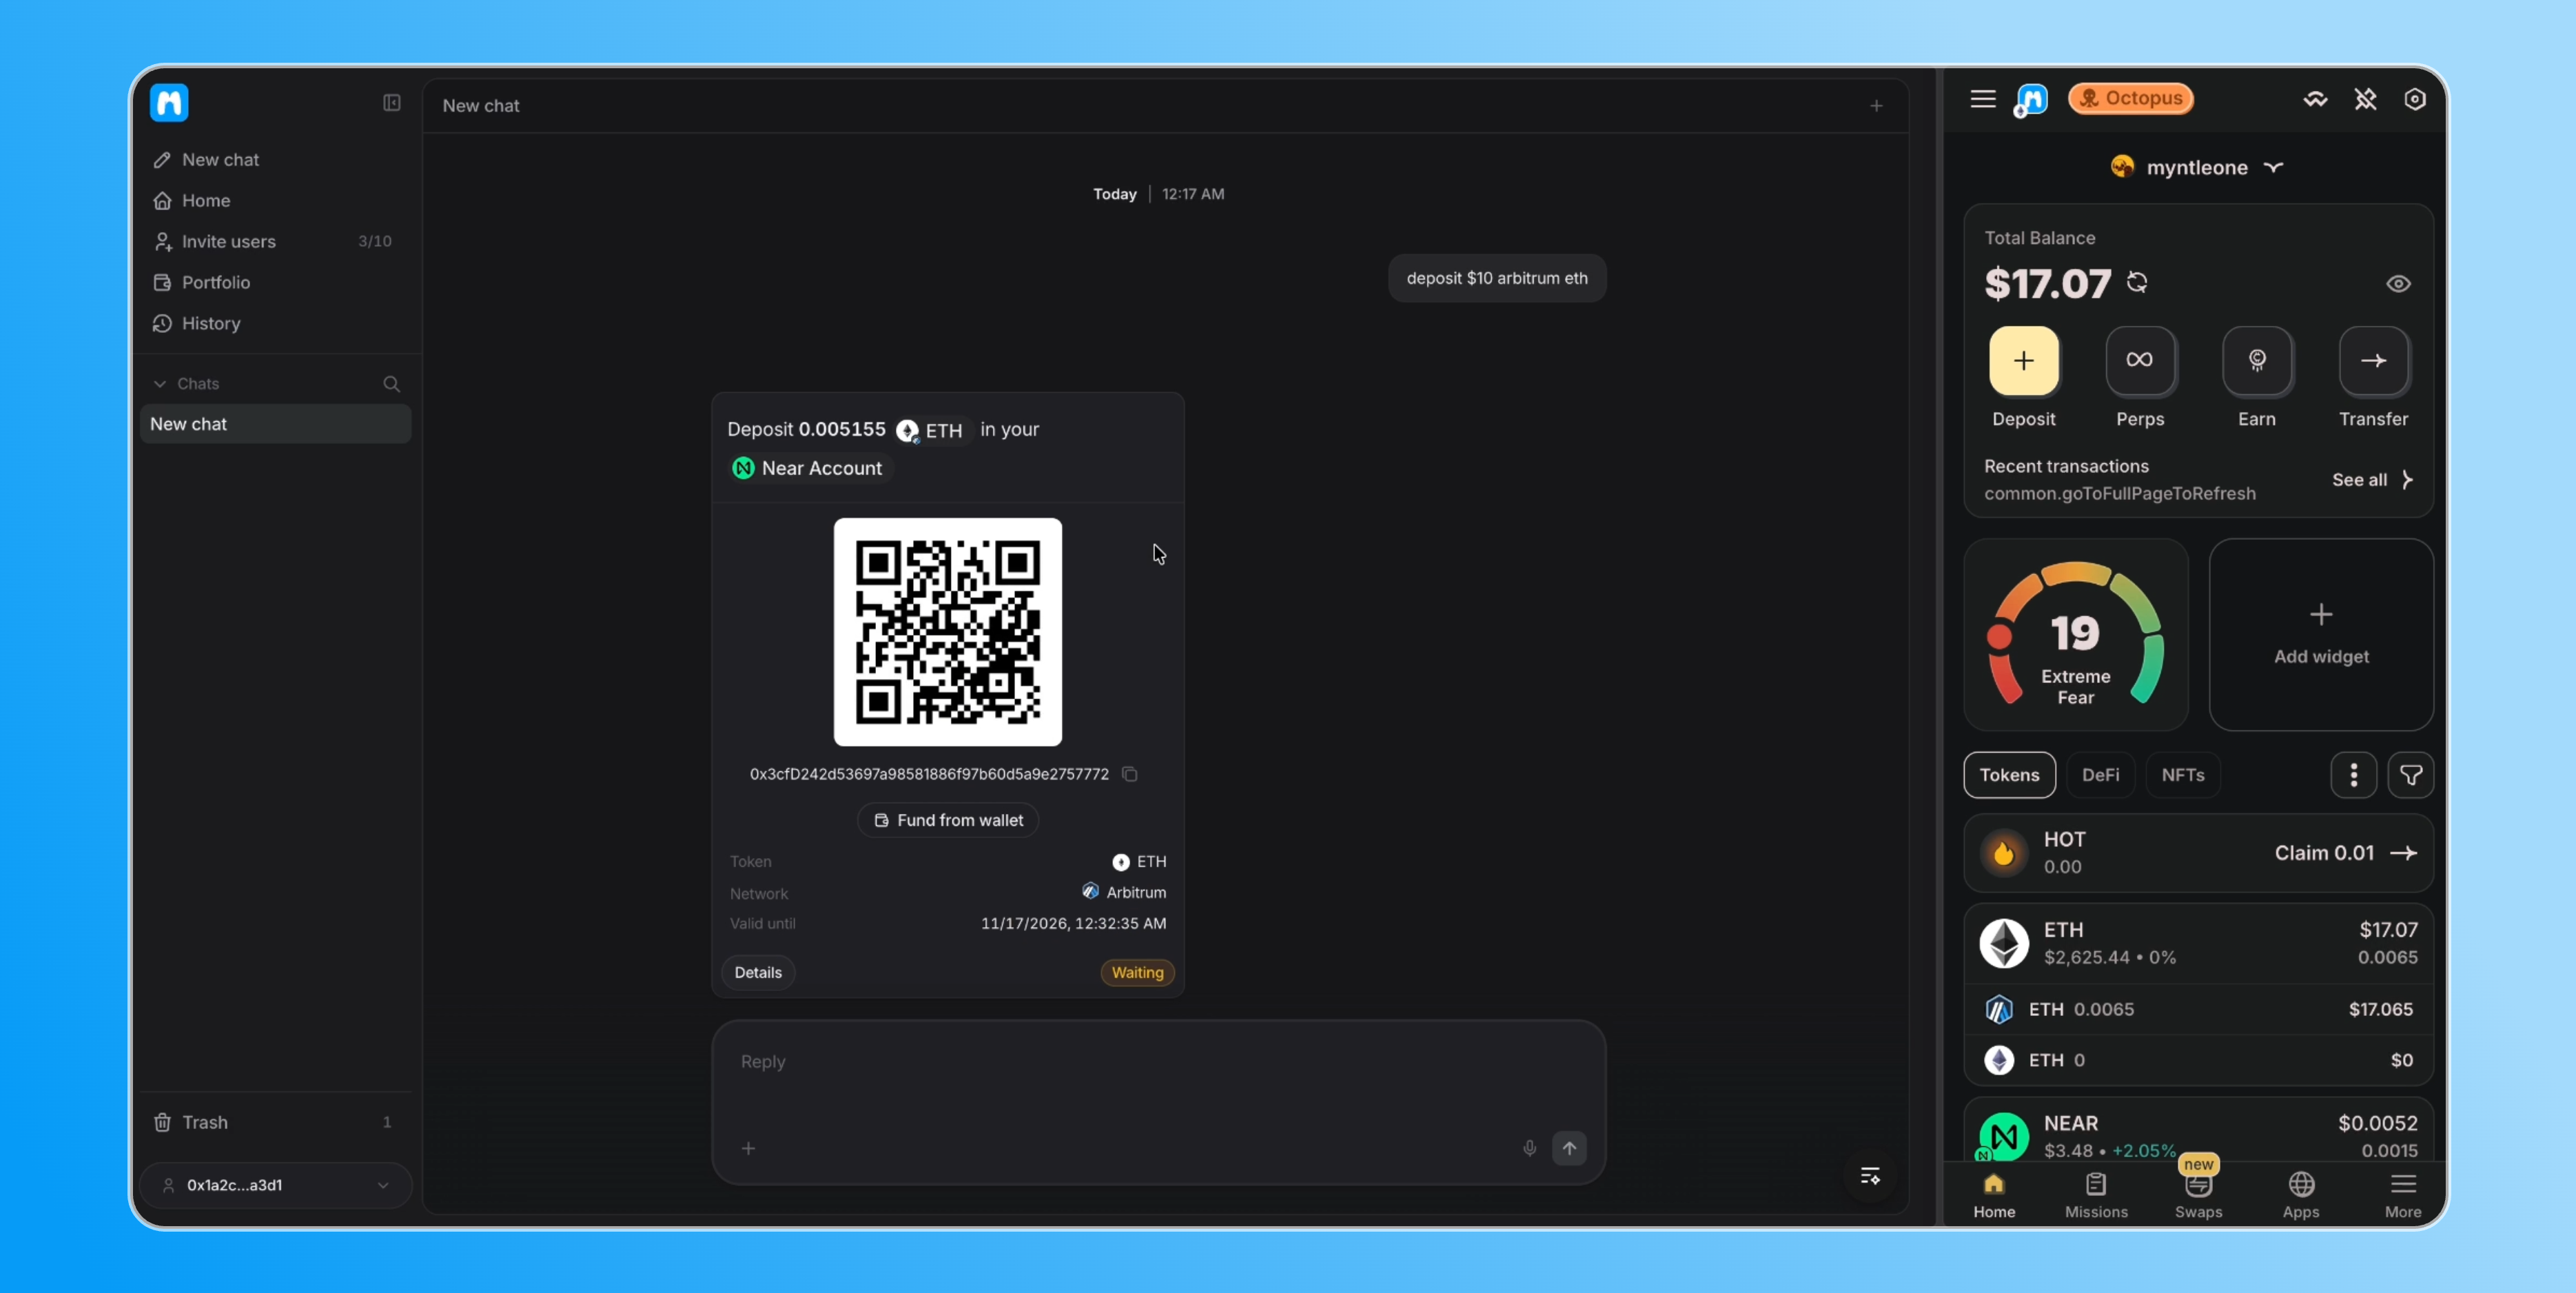 New chat
Home
Invite users 3/10
Portfolio
History
Chats
New chat
Trash 1
0x1a2c...a3d1
New chat
Today | 12:17 AM
deposit $10 arbitrum eth
Deposit 0.005155 ETH in your
Near Account
0x3cfD242d53697a98581886f97b60d5a9e2757772
Fund from wallet
Token ETH
Network Arbitrum
Valid until 11/17/2026, 12:32:35 AM
Details Waiting
Reply
Octopus
myntleone
Total Balance
$17.07
Deposit Perps Earn Transfer
Recent transactions
common.goToFullPageToRefresh
See all
19
Extreme
Fear
Add widget
Tokens DeFi NFTs
HOT
0.00
Claim 0.01
ETH $17.07
$2,625.44 • 0% 0.0065
ETH 0.0065 $17.065
ETH 0 $0
NEAR $0.0052
$3.48 • +2.05% 0.0015
new
Home Missions Swaps Apps More